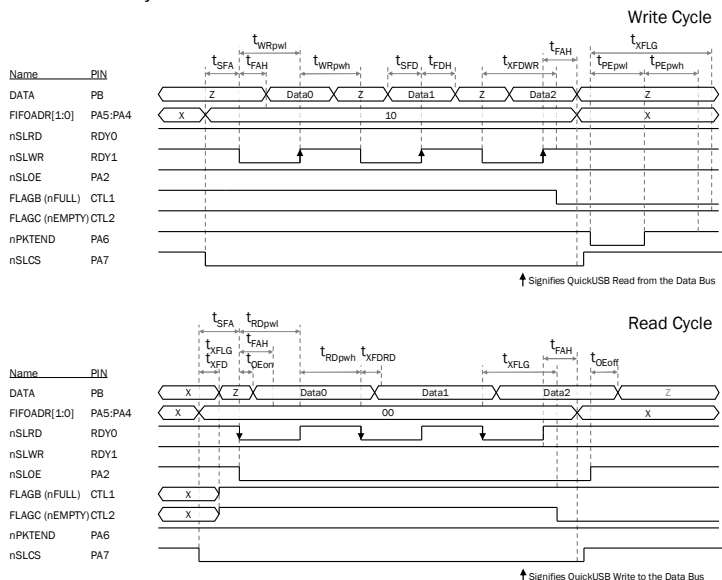 Write Cycle
tWRpwl tFAH tXFLG
tSFA tFAH tWRpwh tSFD tFDH tXFDWR tPEpwl tPEpwh
Name PIN
DATA PB Z Data0 Z Data1 Z Data2 Z
FIFOADR[1:0] PA5:PA4 X 10 X
nSLRD RDY0
nSLWR RDY1
nSLOE PA2
FLAGB (nFULL) CTL1
FLAGC (nEMPTY) CTL2
nPKTEND PA6
nSLCS PA7
Signifies QuickUSB Read from the Data Bus
Read Cycle
tSFA tRDpwl
tXFLG tFAH tFAH
tXFD tOEon tRDpwh tXFDRD tXFLG tOEoff
Name PIN
DATA PB X Z Data0 Data1 Data2 Z
FIFOADR[1:0] PA5:PA4 X 00 X
nSLRD RDY0
nSLWR RDY1
nSLOE PA2
FLAGB (nFULL) CTL1 X
FLAGC (nEMPTY) CTL2 X
nPKTEND PA6
nSLCS PA7
Signifies QuickUSB Write to the Data Bus